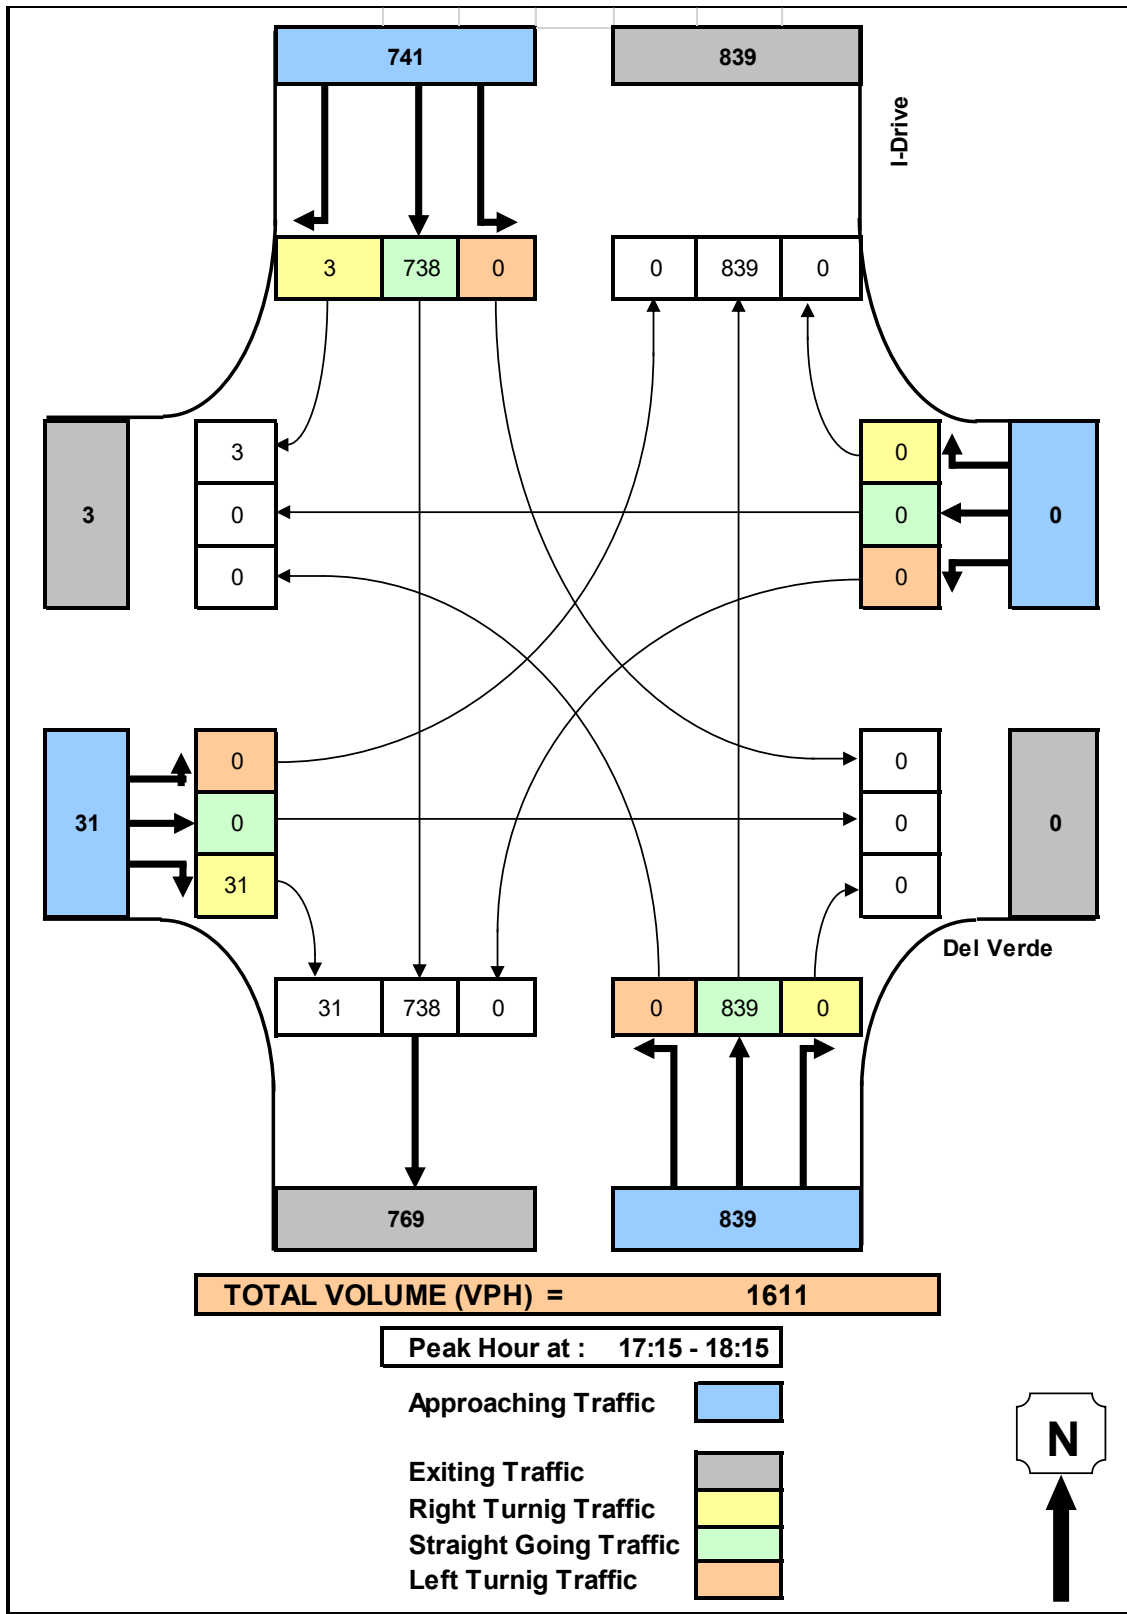 741 839
I-Drive
3 738 0 0 839 0
3 0
3 0 0
0 0
0 0
31 0 0
0 0 0
31 0
Del Verde
31 738 0 0 839 0
769 839
TOTAL VOLUME (VPH) = 1611
Peak Hour at : 17:15 - 18:15
Approaching Traffic
N
Exiting Traffic
Right Turnig Traffic
Straight Going Traffic
Left Turnig Traffic